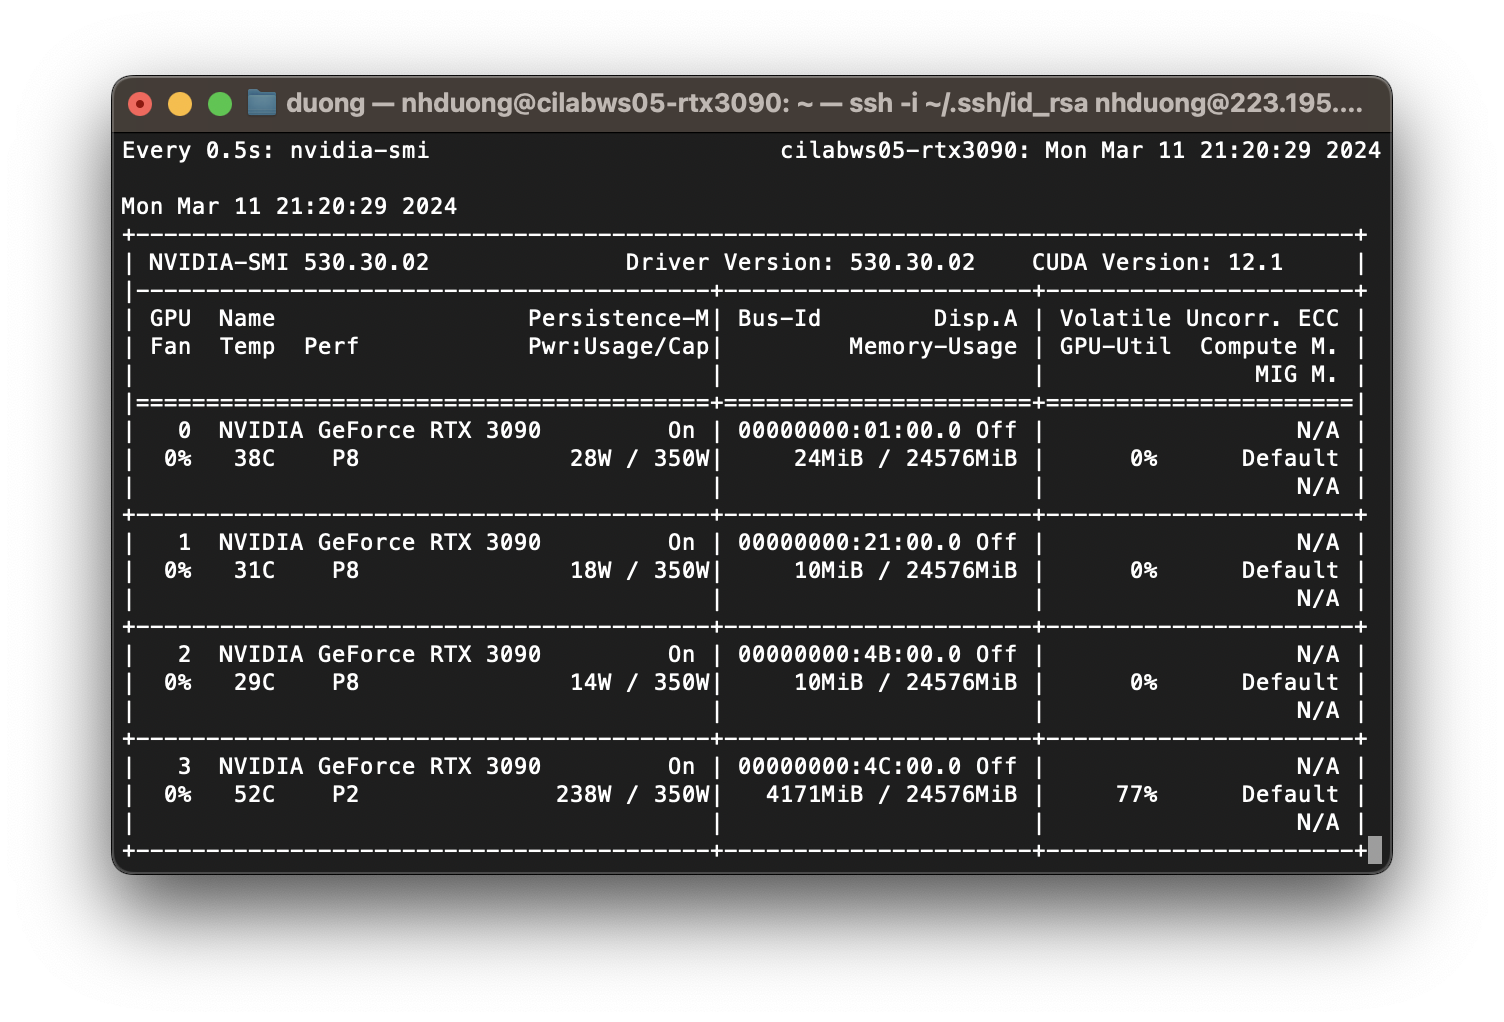 duong — nhduong@cilabws05-rtx3090: ~ — ssh -i ~/.ssh/id_rsa nhduong@223.195....
Every 0.5s: nvidia-smi                         cilabws05-rtx3090: Mon Mar 11 21:20:29 2024
Mon Mar 11 21:20:29 2024
+---------------------------------------------------------------------------------------+
| NVIDIA-SMI 530.30.02              Driver Version: 530.30.02    CUDA Version: 12.1     |
|-----------------------------------------+----------------------+----------------------+
| GPU  Name                  Persistence-M| Bus-Id        Disp.A | Volatile Uncorr. ECC |
| Fan  Temp  Perf            Pwr:Usage/Cap|         Memory-Usage | GPU-Util  Compute M. |
|                                         |                      |               MIG M. |
|=========================================+======================+======================|
|   0  NVIDIA GeForce RTX 3090         On | 00000000:01:00.0 Off |                  N/A |
|  0%   38C    P8               28W / 350W|     24MiB / 24576MiB |      0%      Default |
|                                         |                      |                  N/A |
+-----------------------------------------+----------------------+----------------------+
|   1  NVIDIA GeForce RTX 3090         On | 00000000:21:00.0 Off |                  N/A |
|  0%   31C    P8               18W / 350W|     10MiB / 24576MiB |      0%      Default |
|                                         |                      |                  N/A |
+-----------------------------------------+----------------------+----------------------+
|   2  NVIDIA GeForce RTX 3090         On | 00000000:4B:00.0 Off |                  N/A |
|  0%   29C    P8               14W / 350W|     10MiB / 24576MiB |      0%      Default |
|                                         |                      |                  N/A |
+-----------------------------------------+----------------------+----------------------+
|   3  NVIDIA GeForce RTX 3090         On | 00000000:4C:00.0 Off |                  N/A |
|  0%   52C    P2              238W / 350W|   4171MiB / 24576MiB |     77%      Default |
|                                         |                      |                  N/A |
+-----------------------------------------+----------------------+----------------------+